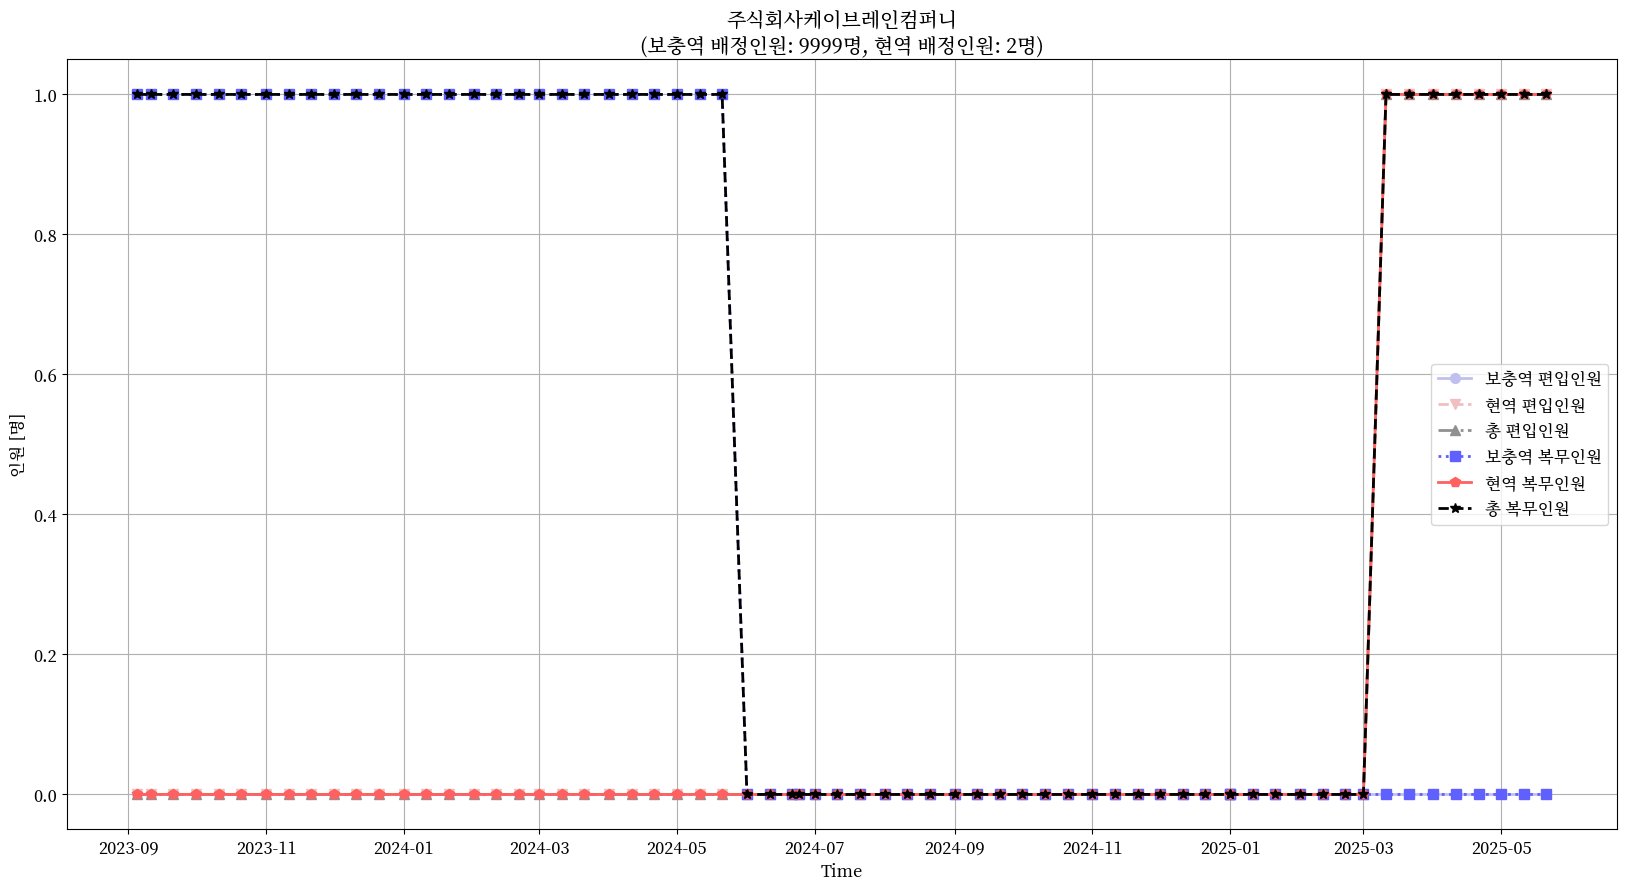 주식회사케이브레인컴퍼니
(보충역 배정인원: 9999명, 현역 배정인원: 2명)
인원 [명]
1.0
0.8
0.6
0.4
0.2
0.0
보충역 편입인원
현역 편입인원
총 편입인원
보충역 복무인원
현역 복무인원
총 복무인원
2023-09 2023-11 2024-01 2024-03 2024-05 2024-07 2024-09 2024-11 2025-01 2025-03 2025-05
Time